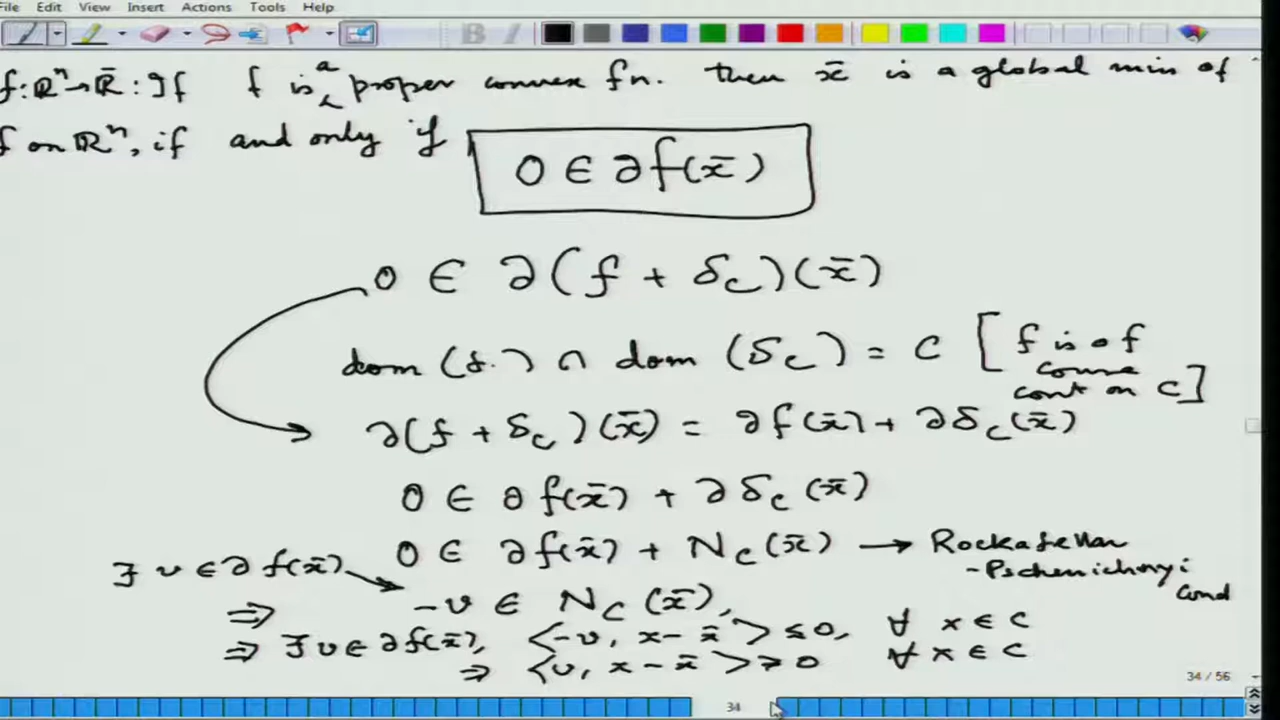 File Edit View Insert Actions Tools Help
f: ℝⁿ → ℝ̄ : If f is a proper convex fn. then x̄ is a global min of
f on ℝⁿ, if and only if
0 ∈ ∂f(x̄)
0 ∈ ∂(f + δ_C)(x̄)
dom (f.) ∩ dom (δ_C) = C [f is of course cont on C]
∂(f + δ_C)(x̄) = ∂f(x̄) + ∂δ_C(x̄)
0 ∈ ∂f(x̄) + ∂δ_C(x̄)
0 ∈ ∂f(x̄) + N_C(x̄) → Rockafellar
-Pschenichnyi
Cond
∃ v ∈ ∂f(x̄)
⇒ -v ∈ N_C(x̄),
⇒ ∃ v ∈ ∂f(x̄), <-v, x-x̄> ≤ 0, ∀ x ∈ C
⇒ <v, x-x̄> ≥ 0 ∀ x ∈ C
34 / 56
34